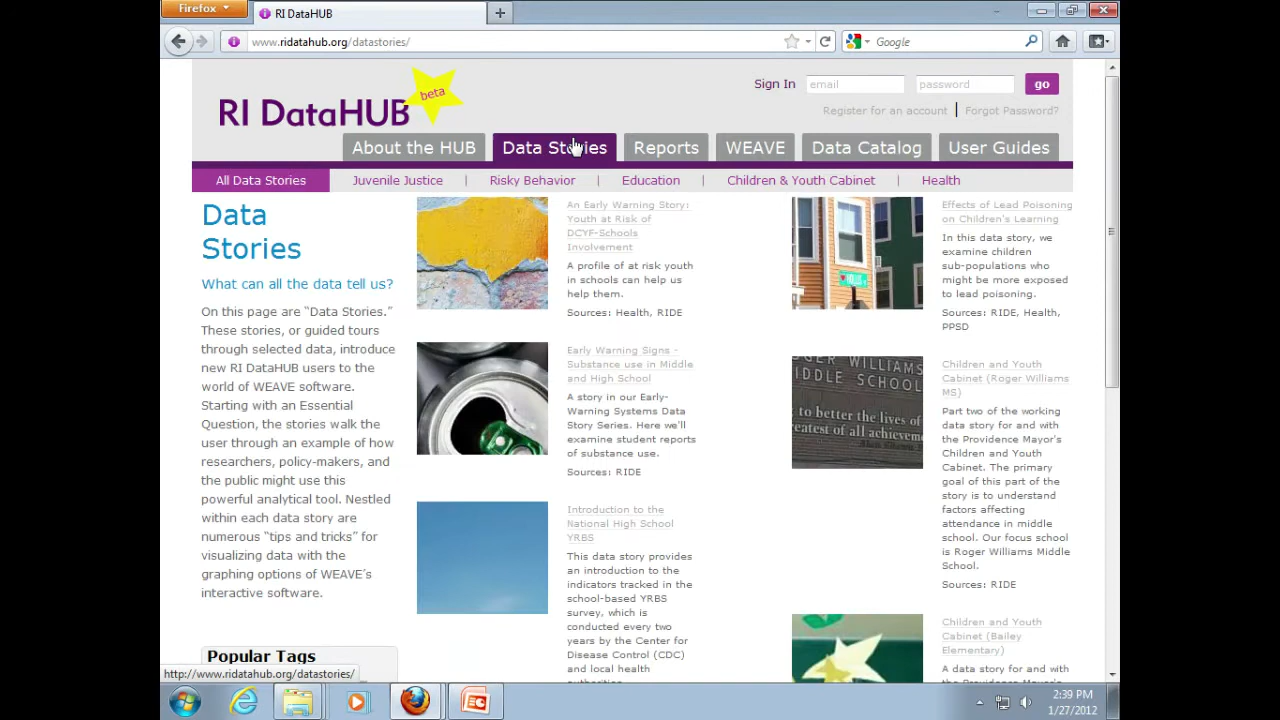 Firefox
RI DataHUB
www.ridatahub.org/datastories/
Google
RI DataHUB
beta
Sign In
email
password
go
Register for an account | Forgot Password?
About the HUB
Data Stories
Reports
WEAVE
Data Catalog
User Guides
All Data Stories
Juvenile Justice | Risky Behavior | Education | Children & Youth Cabinet | Health
Data
Stories
What can all the data tell us?
On this page are “Data Stories.”
These stories, or guided tours
through selected data, introduce
new RI DataHUB users to the
world of WEAVE software.
Starting with an Essential
Question, the stories walk the
user through an example of how
researchers, policy-makers, and
the public might use this
powerful analytical tool. Nestled
within each data story are
numerous “tips and tricks” for
visualizing data with the
graphing options of WEAVE's
interactive software.
Popular Tags
An Early Warning Story:
Youth at Risk of
DCYF-Schools
Involvement
A profile of at risk youth
in schools can help us
help them.
Sources: Health, RIDE
Early Warning Signs -
Substance use in Middle
and High School
A story in our Early-
Warning Systems Data
Story Series. Here we'll
examine student reports
of substance use.
Sources: RIDE
Introduction to the
National High School
YRBS
This data story provides
an introduction to the
indicators tracked in the
school-based YRBS
survey, which is
conducted every two
years by the Center for
Disease Control (CDC)
and local health
Effects of Lead Poisoning
on Children's Learning
In this data story, we
examine children
sub-populations who
might be more exposed
to lead poisoning.
Sources: RIDE, Health,
PPSD
ROGER WILLIAMS
MIDDLE SCHOOL
to better the lives of
greatest of all achievem
Children and Youth
Cabinet (Roger Williams
MS)
Part two of the working
data story for and with
the Providence Mayor's
Children and Youth
Cabinet. The primary
goal of this part of the
story is to understand
factors affecting
attendance in middle
school. Our focus school
is Roger Williams Middle
School.
Sources: RIDE
Children and Youth
Cabinet (Bailey
Elementary)
A data story for and with
the Providence Mayor's
http://www.ridatahub.org/datastories/
2:39 PM
1/27/2012